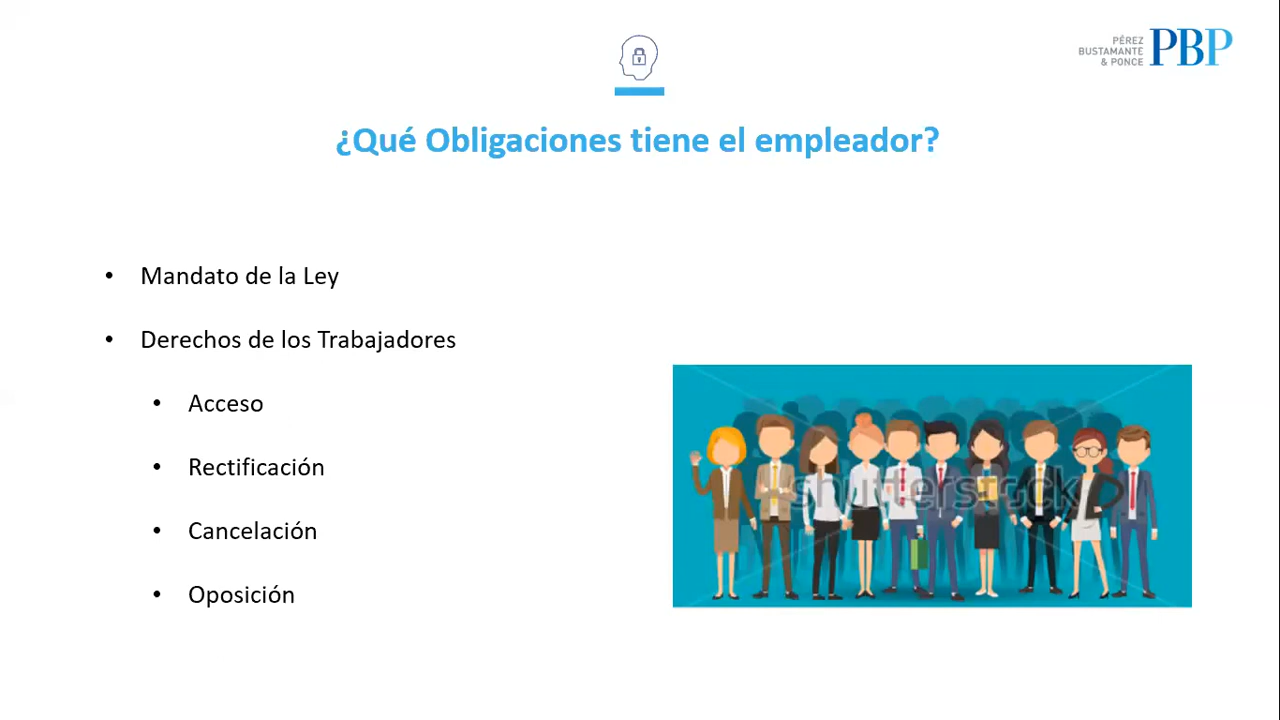 PÉREZ
BUSTAMANTE
& PONCE
PBP
¿Qué Obligaciones tiene el empleador?
• Mandato de la Ley
• Derechos de los Trabajadores
• Acceso
• Rectificación
• Cancelación
• Oposición
shutterstock